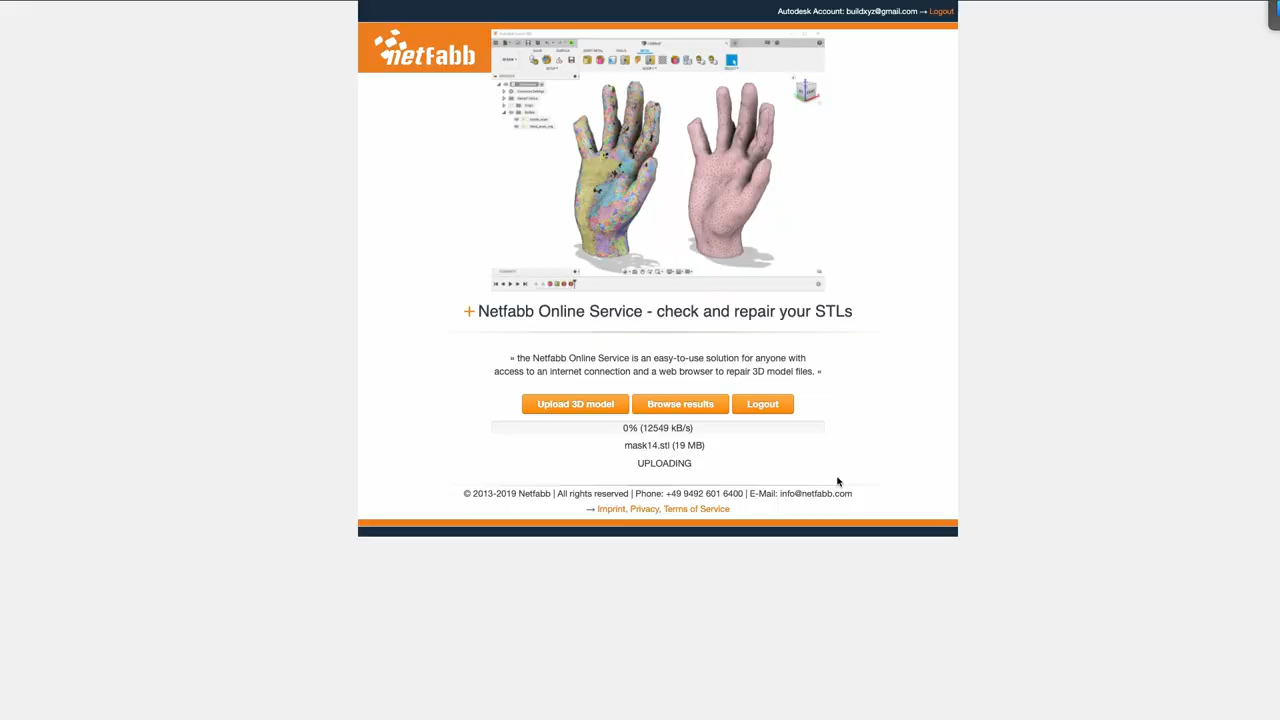 Autodesk Account: buildxyz@gmail.com → Logout
netfabb
+ Netfabb Online Service - check and repair your STLs
» the Netfabb Online Service is an easy-to-use solution for anyone with
access to an internet connection and a web browser to repair 3D model files. «
Upload 3D model Browse results Logout
0% (12549 kB/s)
mask14.stl (19 MB)
UPLOADING
© 2013-2019 Netfabb | All rights reserved | Phone: +49 9492 601 6400 | E-Mail: info@netfabb.com
→ Imprint, Privacy, Terms of Service